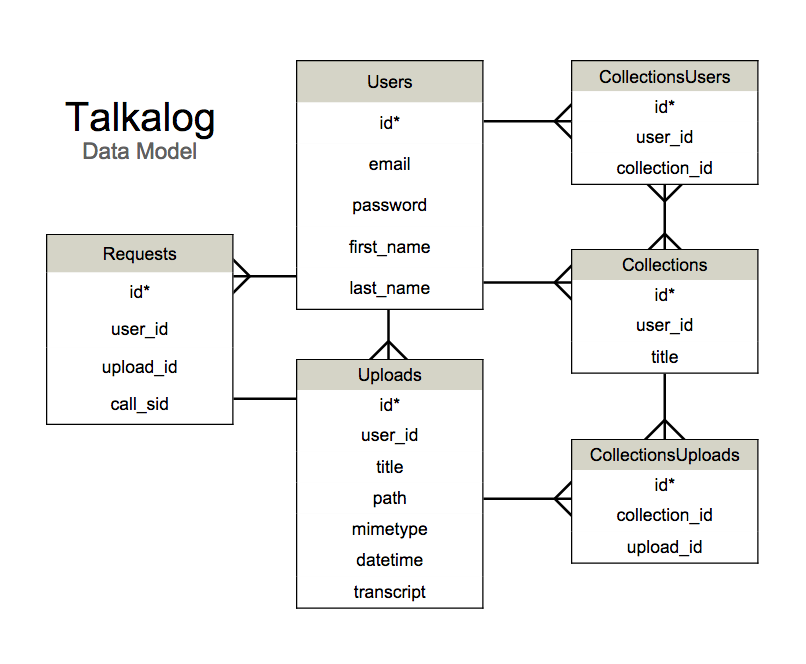 Talkalog
Data Model
Users
id*
email
password
first_name
last_name
CollectionsUsers
id*
user_id
collection_id
Requests
id*
user_id
upload_id
call_sid
Collections
id*
user_id
title
Uploads
id*
user_id
title
path
mimetype
datetime
transcript
CollectionsUploads
id*
collection_id
upload_id